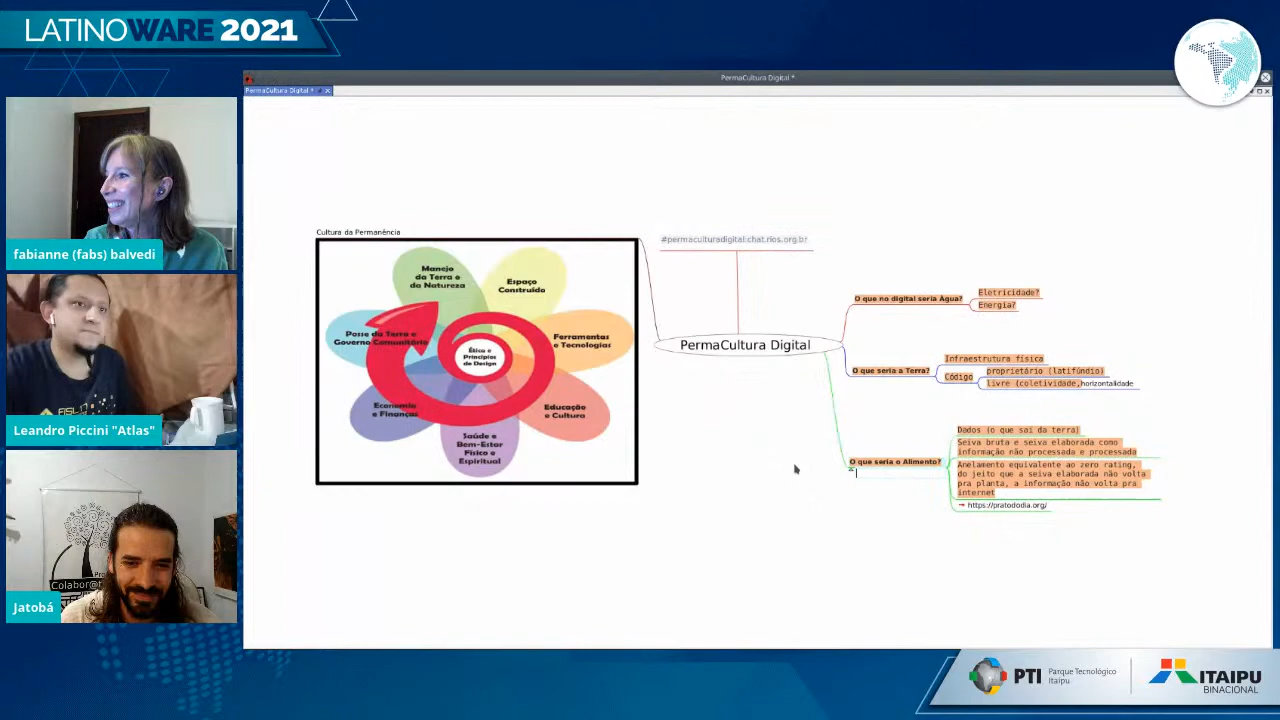 LATINOWARE 2021
PermaCultura Digital *
PermaCultura Digital *
fabianne (fabs) balvedi
Leandro Piccini "Atlas"
Colabor@
Jatobá
Cultura da Permanência
Manejo
da Terra e
da Natureza
Espaço
Construído
Posse da Terra e
Governo Comunitário
Ferramentas
e Tecnologias
Ética e
Princípios
de Design
Economia
e Finanças
Educação
e Cultura
Saúde e
Bem-Estar
Físico e
Espiritual
#permaculturadigital:chat.rios.org.br
PermaCultura Digital
O que no digital seria Água?
Eletricidade?
Energia?
O que seria a Terra?
Infraestrutura física
Código
proprietário (latifúndio)
livre (coletividade,horizontalidade
O que seria o Alimento?
Dados (o que sai da terra)
Seiva bruta e seiva elaborada como
informação não processada e processada
Anelamento equivalente ao zero rating,
do jeito que a seiva elaborada não volta
pra planta, a informação não volta pra
internet
→ https://pratododia.org/
PTI Parque Tecnológico
Itaipu
ITAIPU
BINACIONAL